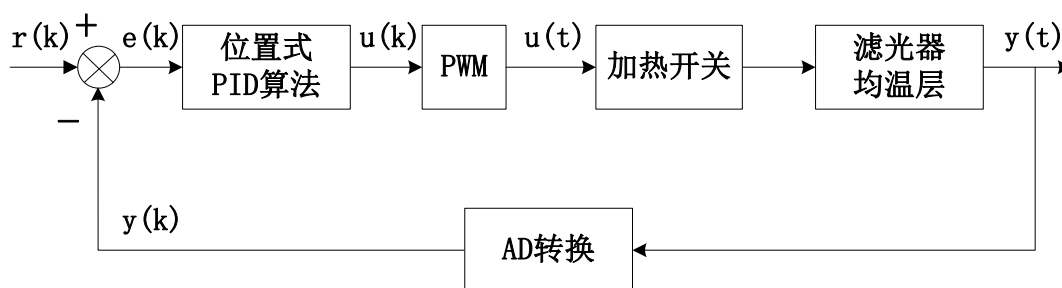 r(k)
+
e(k)
位置式
PID算法
u(k)
PWM
u(t)
加热开关
滤光器
均温层
y(t)
−
y(k)
AD转换